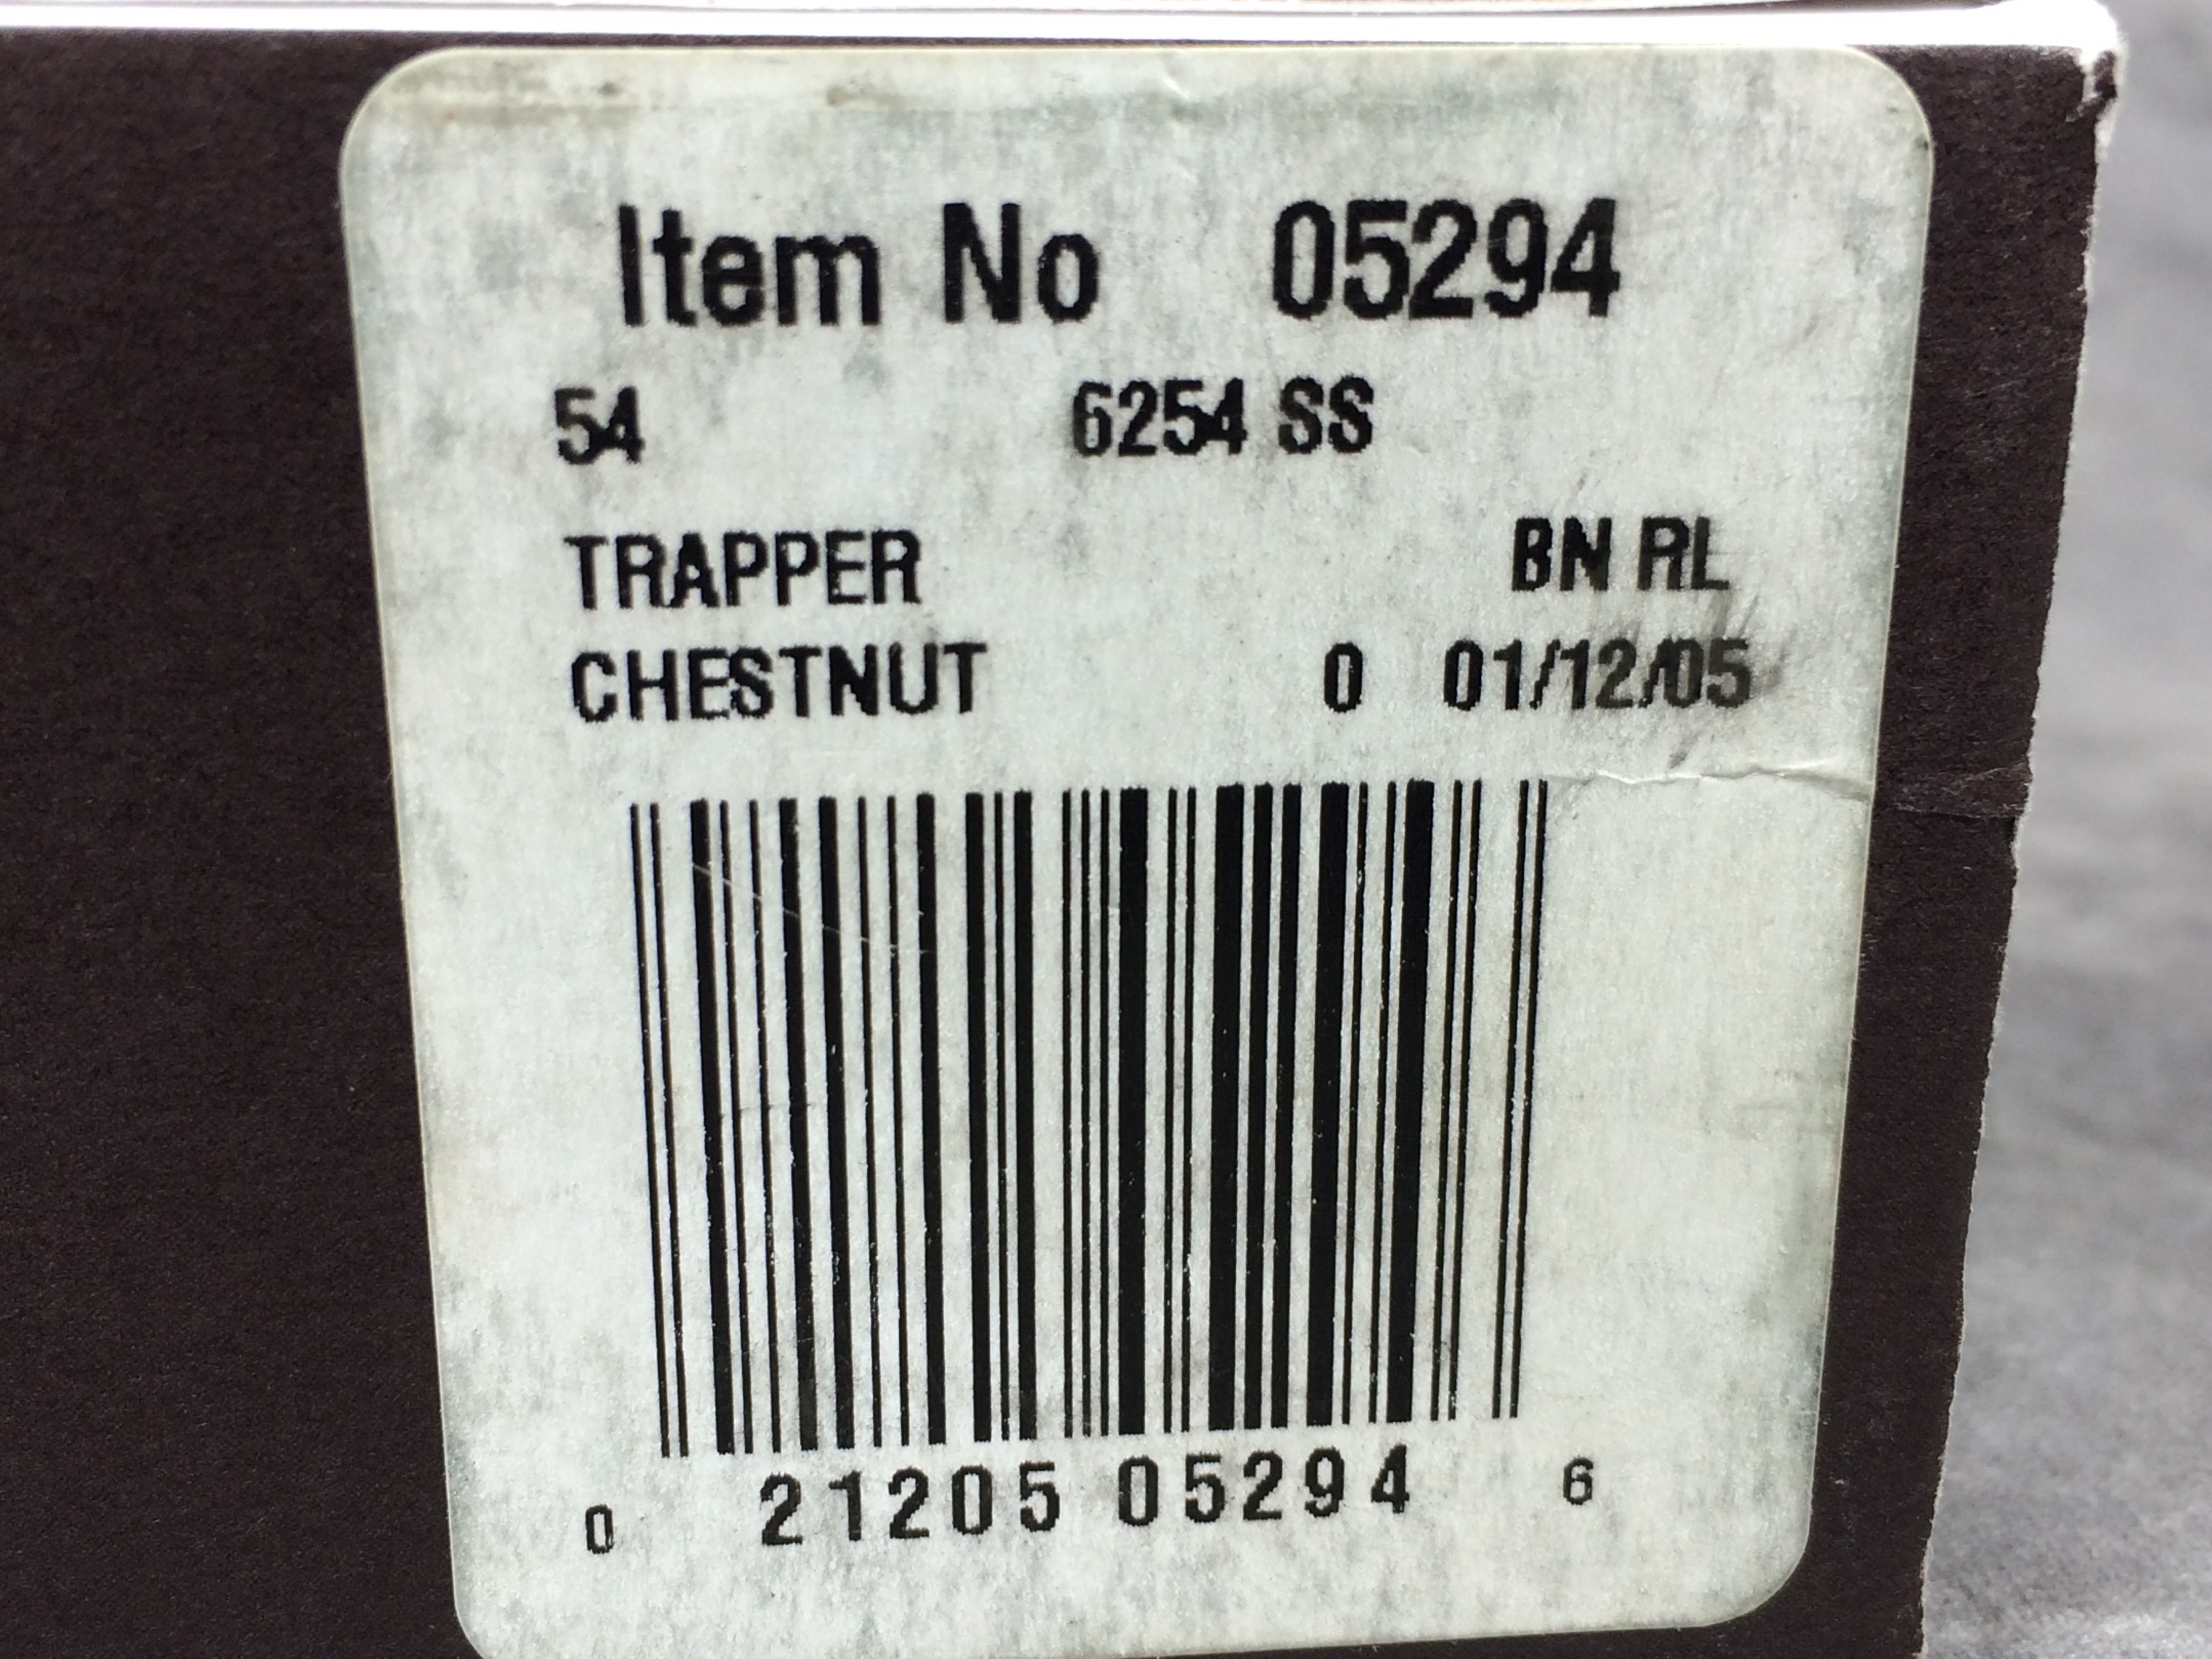 Item No 05294
54 6254 SS
TRAPPER BN RL
CHESTNUT 0 01/12/05
0 21205 05294 6